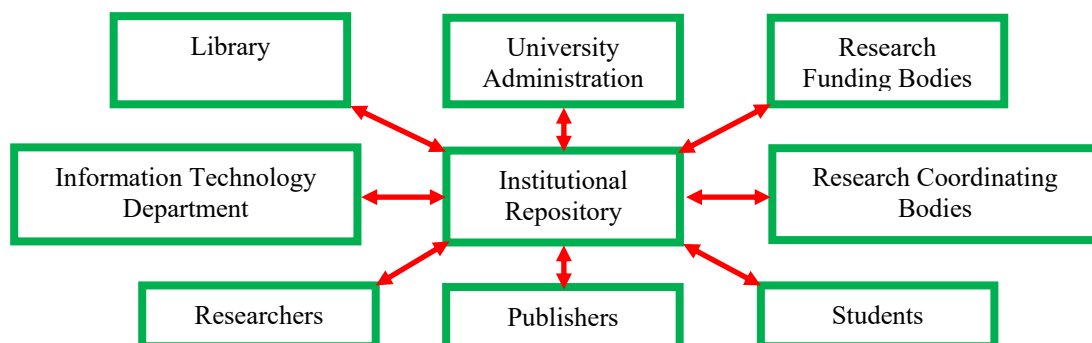 Library
University
Administration
Research
Funding Bodies
Information Technology
Department
Institutional
Repository
Research Coordinating
Bodies
Researchers
Publishers
Students